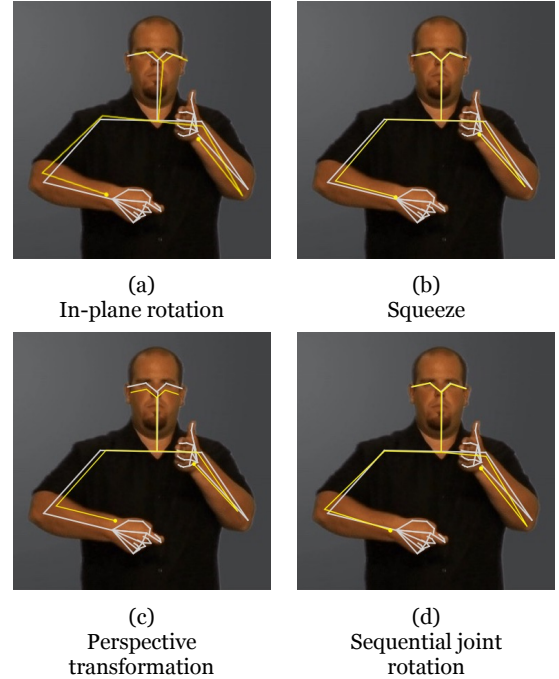 (a)
In-plane rotation
(b)
Squeeze
(c)
Perspective
transformation
(d)
Sequential joint
rotation